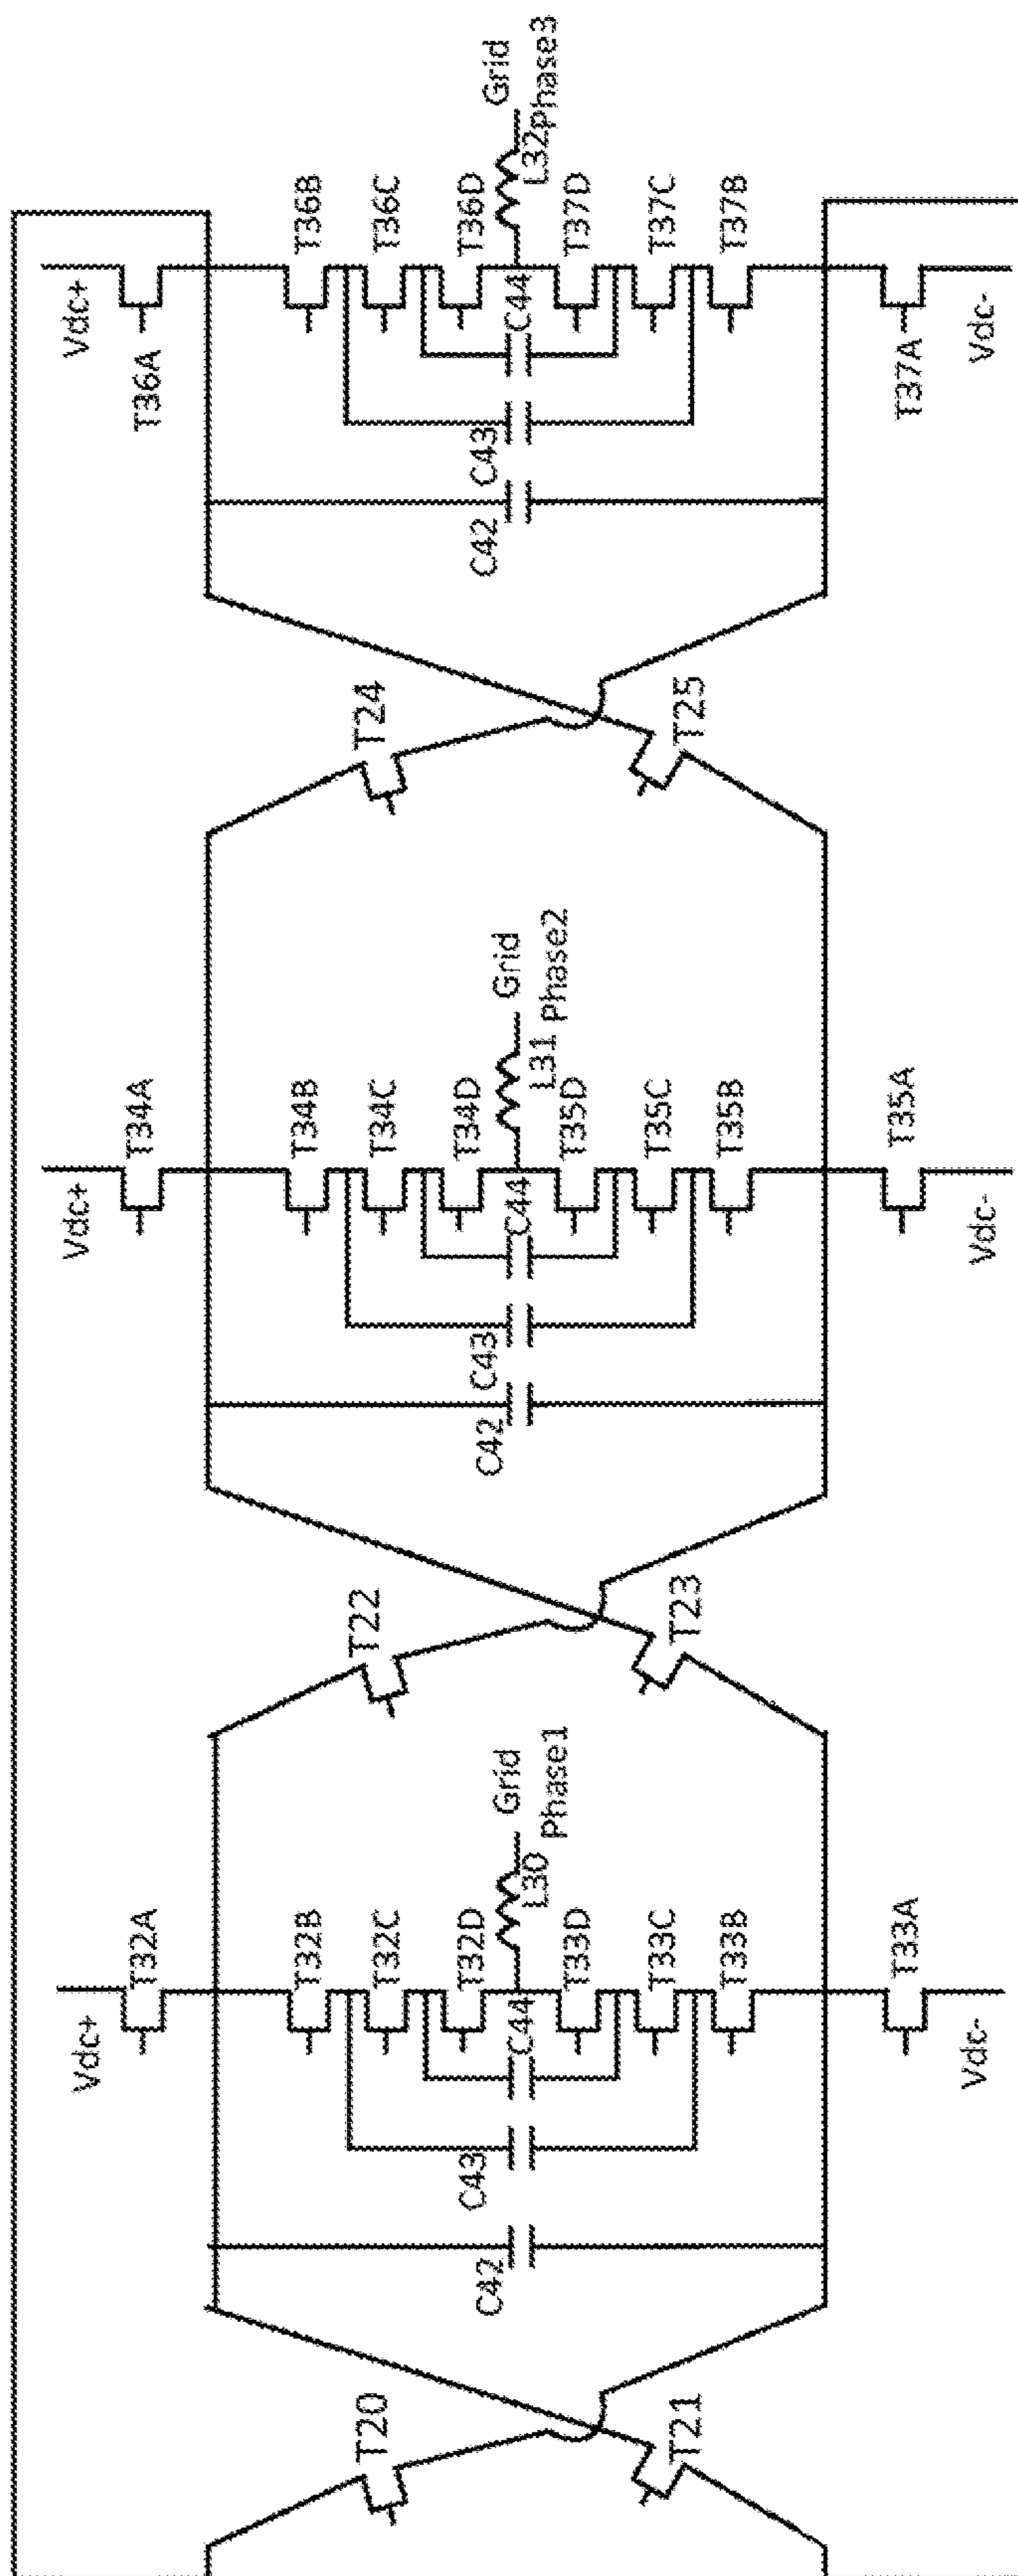 Vdc+
T36A
T36B
T36C
T36D
Grid
Phase3
L32
C44
C43
C42
T37D
T37C
T37B
T37A
Vdc-
T24
T25
Vdc+
T34A
T34B
T34C
T34D
Grid
Phase2
L31
C44
C43
C42
T35D
T35C
T35B
T35A
Vdc-
T22
T23
Vdc+
T32A
T32B
T32C
T32D
Grid
Phase1
L30
C44
C43
C42
T33D
T33C
T33B
T33A
Vdc-
T20
T21